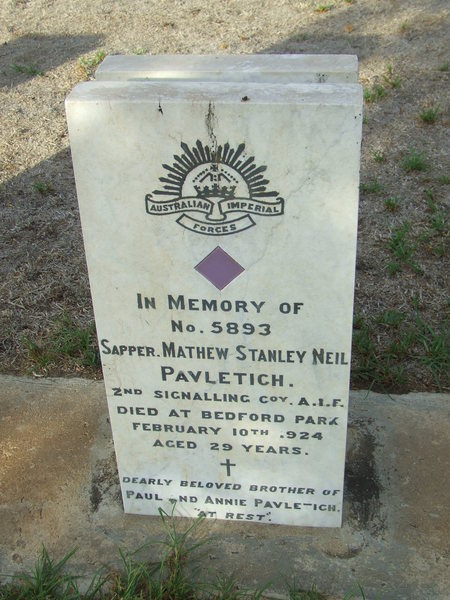 AUSTRALIAN IMPERIAL
FORCES
IN MEMORY OF
No. 5893
SAPPER. MATHEW STANLEY NEIL
PAVLETICH.
2ND SIGNALLING COY. A.I.F.
DIED AT BEDFORD PARK
FEBRUARY 10TH .924
AGED 29 YEARS.
DEARLY BELOVED BROTHER OF
PAUL AND ANNIE PAVLETICH.
"AT REST".